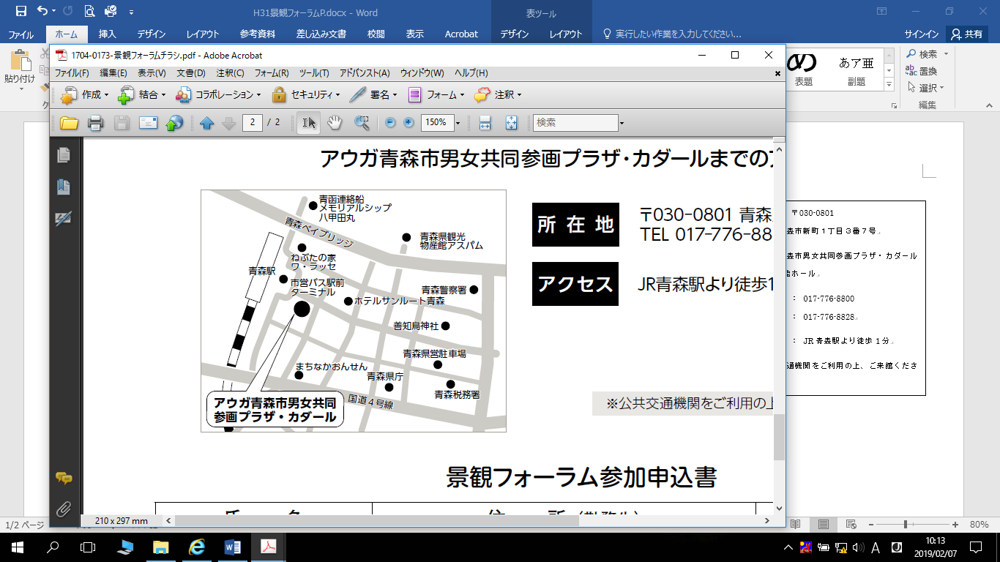 H31景観フォーラムP.docx - Word
表ツール
ファイル ホーム 挿入 デザイン レイアウト 参考資料 差し込み文書 校閲 表示 Acrobat デザイン レイアウト 実行したい作業を入力してください... サインイン 共有
貼り付け
め あア亜
表題 副題
検索
置換
選択
編集
1704-0173-景観フォーラムチラシ.pdf - Adobe Acrobat
ファイル(F) 編集(E) 表示(V) 文書(D) 注釈(C) フォーム(R) ツール(T) アドバンスト(A) ウィンドウ(W) ヘルプ(H)
作成 結合 コラボレーション セキュリティ 署名 フォーム 注釈
2 / 2 150% 検索
アウガ青森市男女共同参画プラザ・カダールまでの
青函連絡船
メモリアルシップ
八甲田丸
青森ベイブリッジ
青森県観光
物産館アスパム
ねぶたの家
ワ・ラッセ
青森駅
市営バス駅前
ターミナル
青森警察署
ホテルサンルート青森
善知鳥神社
青森県営駐車場
まちなかおんせん
青森県庁
青森税務署
国道4号線
アウガ青森市男女共同
参画プラザ・カダール
所在地
〒030-0801 青森
TEL 017-776-88
アクセス
JR青森駅より徒歩1
※公共交通機関をご利用の上
景観フォーラム参加申込書
210 x 297 mm
〒030-0801
森市新町１丁目３番７号
森市男女共同参画プラザ・カダール
ホール
： 017-776-8800
： 017-776-8828
： JR青森駅より徒歩1分
通機関をご利用の上、ご来館くださ
1/2 ページ
80%
A
10:13
2019/02/07